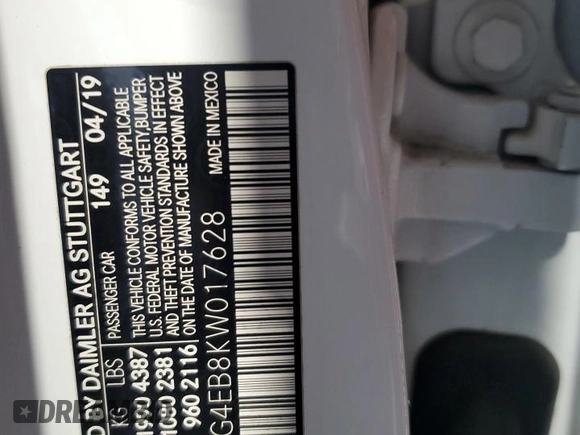 BY DAIMLER AG STUTTGART
149 04/19
LBS PASSENGER CAR
4387 THIS VEHICLE CONFORMS TO ALL APPLICABLE
U.S. FEDERAL MOTOR VEHICLE SAFETY, BUMPER
2381 AND THEFT PREVENTION STANDARDS IN EFFECT
960 2116 ON THE DATE OF MANUFACTURE SHOWN ABOVE
MADE IN MEXICO
G4EB8KW017628